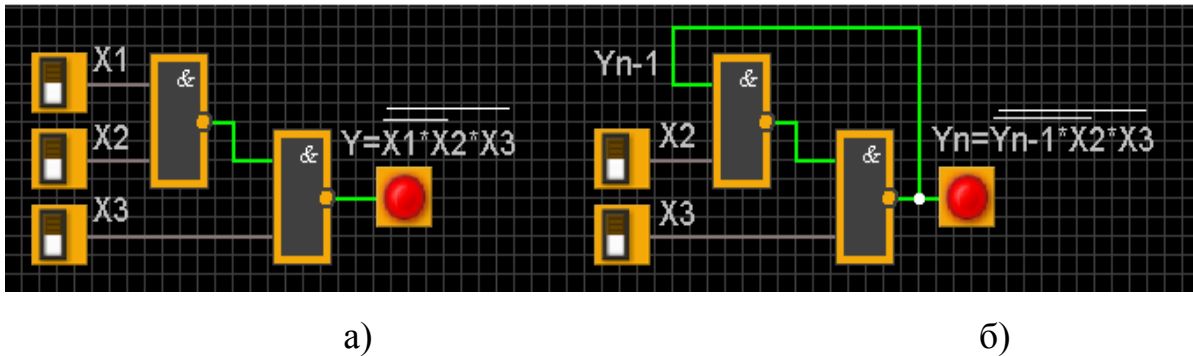 X1
&
X2
&
Y=X1*X2*X3
X3
Yn-1
&
X2
&
Yn=Yn-1*X2*X3
X3
а)
б)